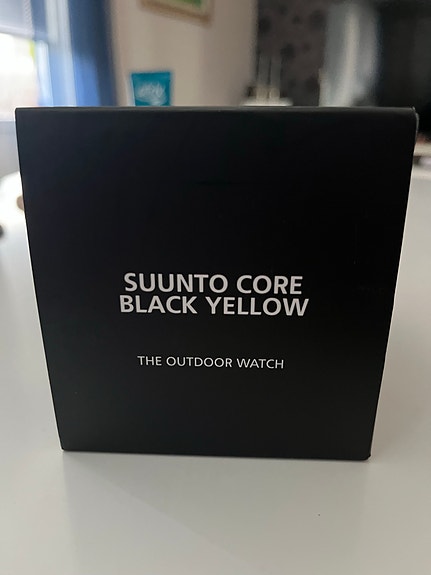 SUUNTO CORE
BLACK YELLOW
THE OUTDOOR WATCH